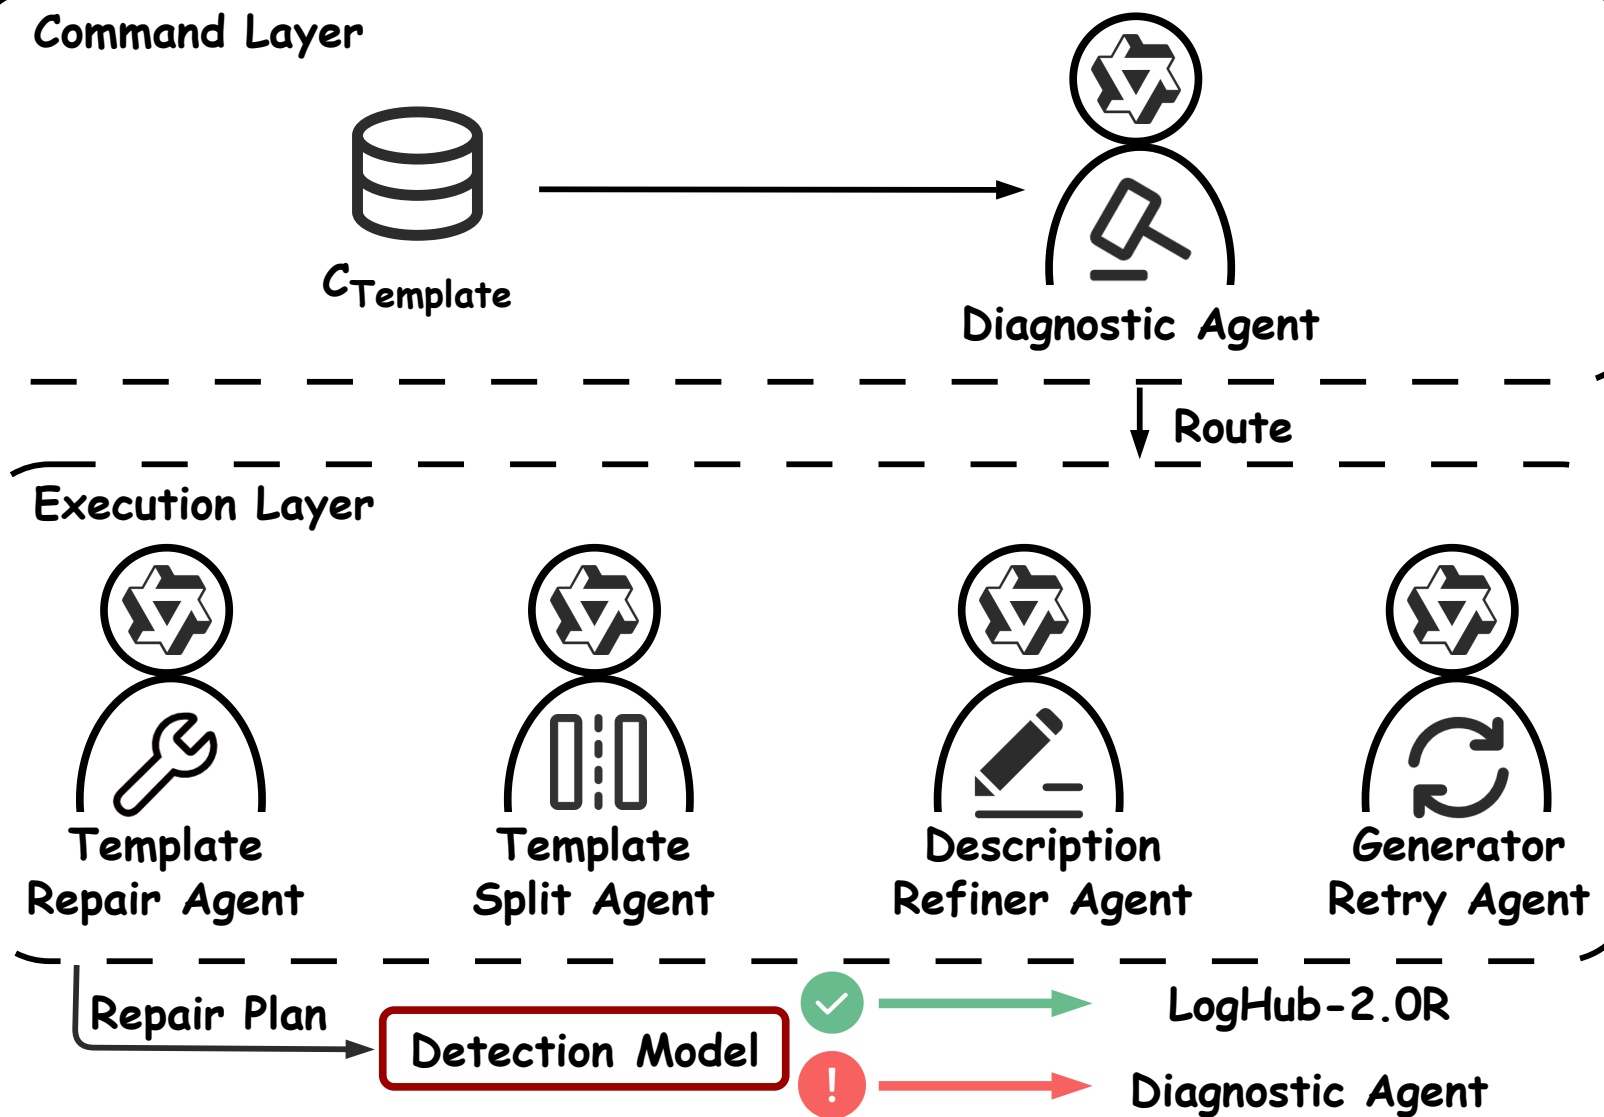 Command Layer
CTemplate
Diagnostic Agent
Route
Execution Layer
Template
Repair Agent
Template
Split Agent
Description
Refiner Agent
Generator
Retry Agent
Repair Plan
Detection Model
LogHub-2.0R
Diagnostic Agent